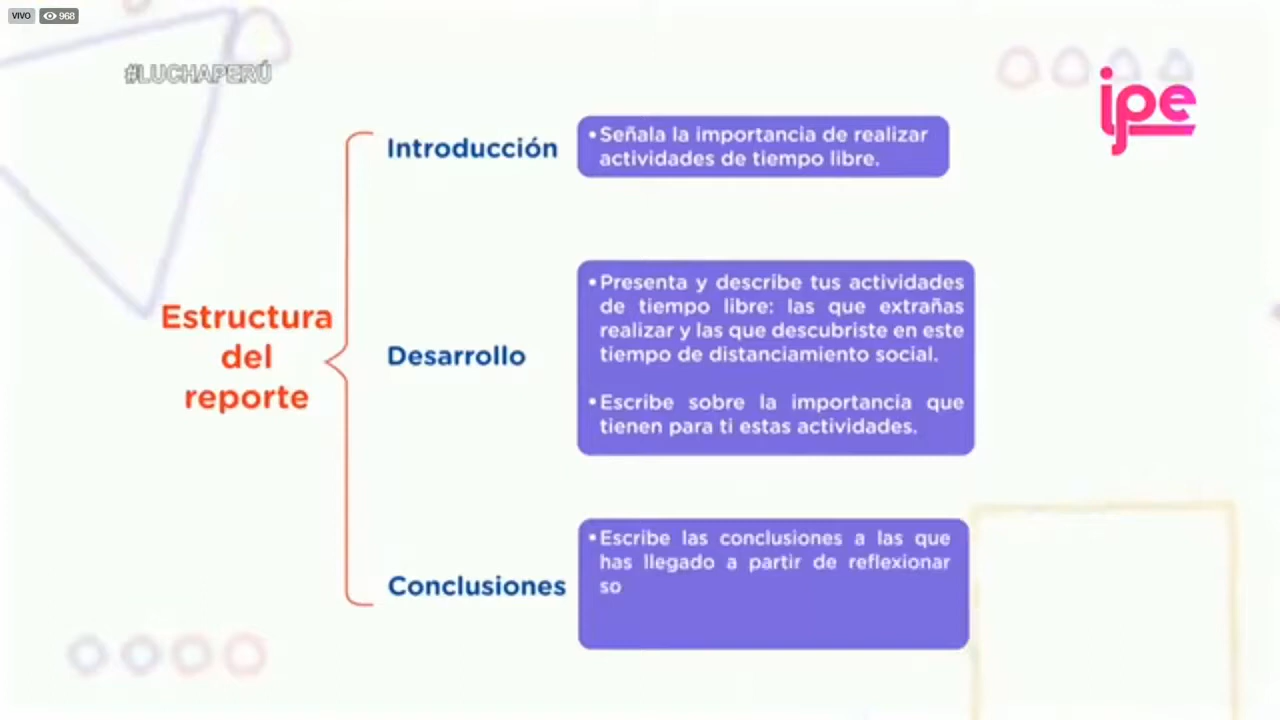 VIVO 968
#LUCHAPERÚ
ipe
Estructura
del
reporte
Introducción
•Señala la importancia de realizar
actividades de tiempo libre.
Desarrollo
•Presenta y describe tus actividades
de tiempo libre: las que extrañas
realizar y las que descubriste en este
tiempo de distanciamiento social.
•Escribe sobre la importancia que
tienen para ti estas actividades.
Conclusiones
•Escribe las conclusiones a las que
has llegado a partir de reflexionar
so